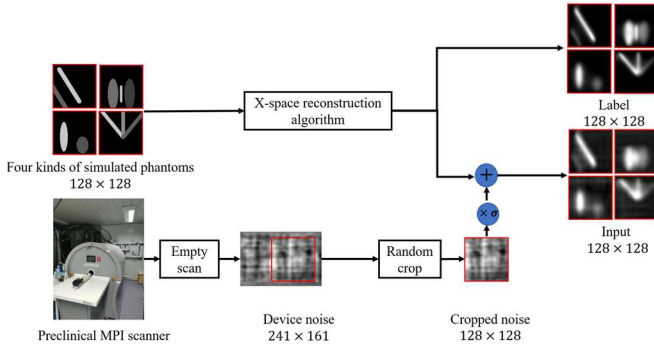 Four kinds of simulated phantoms
128 × 128
X-space reconstruction
algorithm
Label
128 × 128
+
× σ
Input
128 × 128
Preclinical MPI scanner
Empty
scan
Device noise
241 × 161
Random
crop
Cropped noise
128 × 128